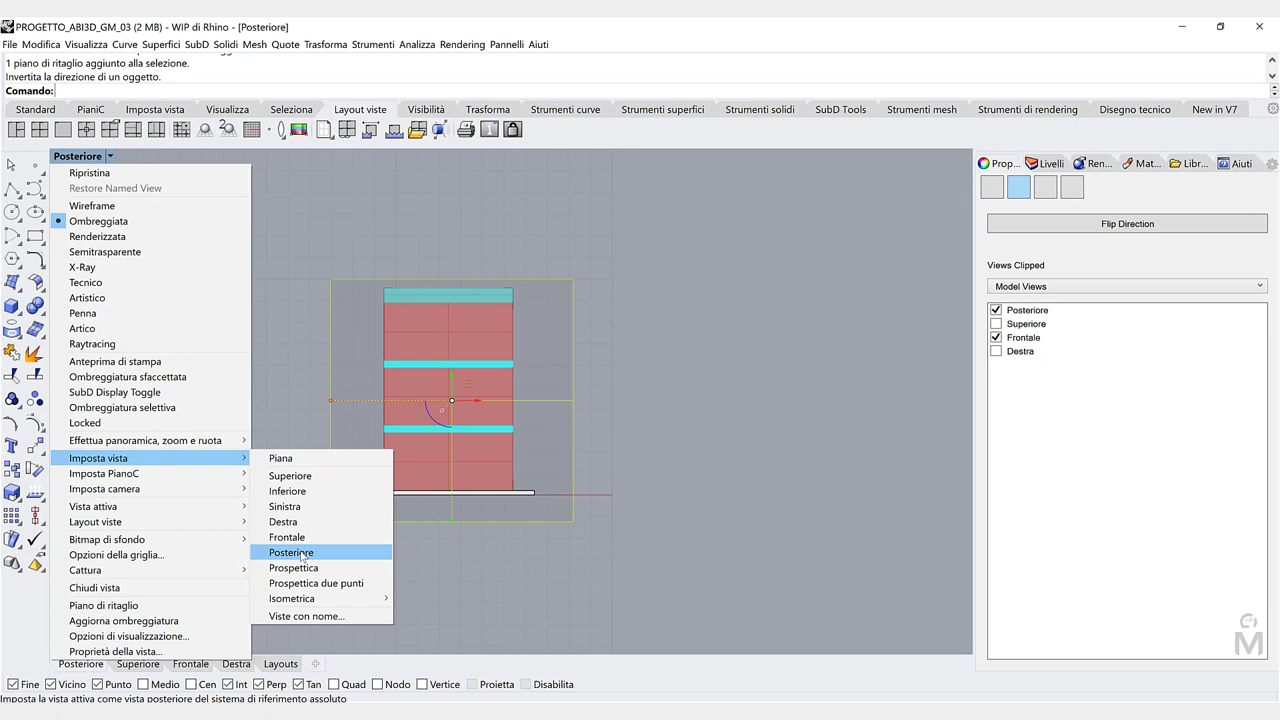 PROGETTO_ABI3D_GM_03 (2 MB) - WIP di Rhino - [Posteriore]
File Modifica Visualizza Curve Superfici SubD Solidi Mesh Quote Trasforma Strumenti Analizza Rendering Pannelli Aiuti
1 piano di ritaglio aggiunto alla selezione.
Invertita la direzione di un oggetto.
Comando:
Standard PianiC Imposta vista Visualizza Seleziona Layout viste Visibilità Trasforma Strumenti curve Strumenti superfici Strumenti solidi SubD Tools Strumenti mesh Strumenti di rendering Disegno tecnico New in V7
Posteriore
Ripristina
Restore Named View
Wireframe
Ombreggiata
Renderizzata
Semitrasparente
X-Ray
Tecnico
Artistico
Penna
Artico
Raytracing
Anteprima di stampa
Ombreggiatura sfaccettata
SubD Display Toggle
Ombreggiatura selettiva
Locked
Effettua panoramica, zoom e ruota
Imposta vista
Imposta PianoC
Imposta camera
Vista attiva
Layout viste
Bitmap di sfondo
Opzioni della griglia...
Cattura
Chiudi vista
Piano di ritaglio
Aggiorna ombreggiatura
Opzioni di visualizzazione...
Proprietà della vista...
Piana
Superiore
Inferiore
Sinistra
Destra
Frontale
Posteriore
Prospettica
Prospettica due punti
Isometrica
Viste con nome...
Prop... Livelli Ren... Mat... Libr... Aiuti
Flip Direction
Views Clipped
Model Views
Posteriore
Superiore
Frontale
Destra
Posteriore Superiore Frontale Destra Layouts
Fine Vicino Punto Medio Cen Int Perp Tan Quad Nodo Vertice Proietta Disabilita
Imposta la vista attiva come vista posteriore del sistema di riferimento assoluto